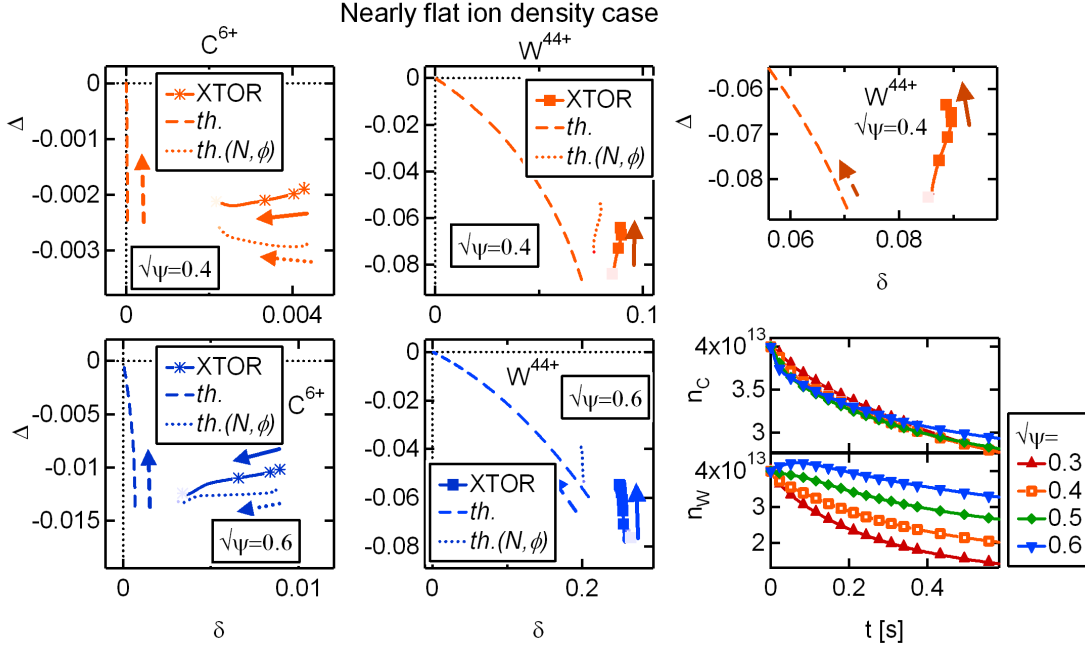 Nearly flat ion density case
C⁶⁺
Δ
0
-0.001
-0.002
-0.003
XTOR
th.
th.(N,ϕ)
√ψ=0.4
0
0.004
W⁴⁴⁺
0
-0.02
-0.04
-0.06
-0.08
XTOR
th.
th.(N,ϕ)
√ψ=0.4
0
0.1
Δ
-0.06
-0.07
-0.08
W⁴⁴⁺
√ψ=0.4
0.06
0.08
δ
Δ
0
-0.005
-0.010
-0.015
XTOR
th.
th.(N,ϕ)
C⁶⁺
√ψ=0.6
0
0.01
δ
0
-0.02
-0.04
-0.06
-0.08
W⁴⁴⁺
√ψ=0.6
XTOR
th.
th.(N,ϕ)
0
0.2
δ
n_C
4x10¹³
3.5
3
n_W
4x10¹³
3
2
0
0.2
0.4
t [s]
√ψ=
0.3
0.4
0.5
0.6